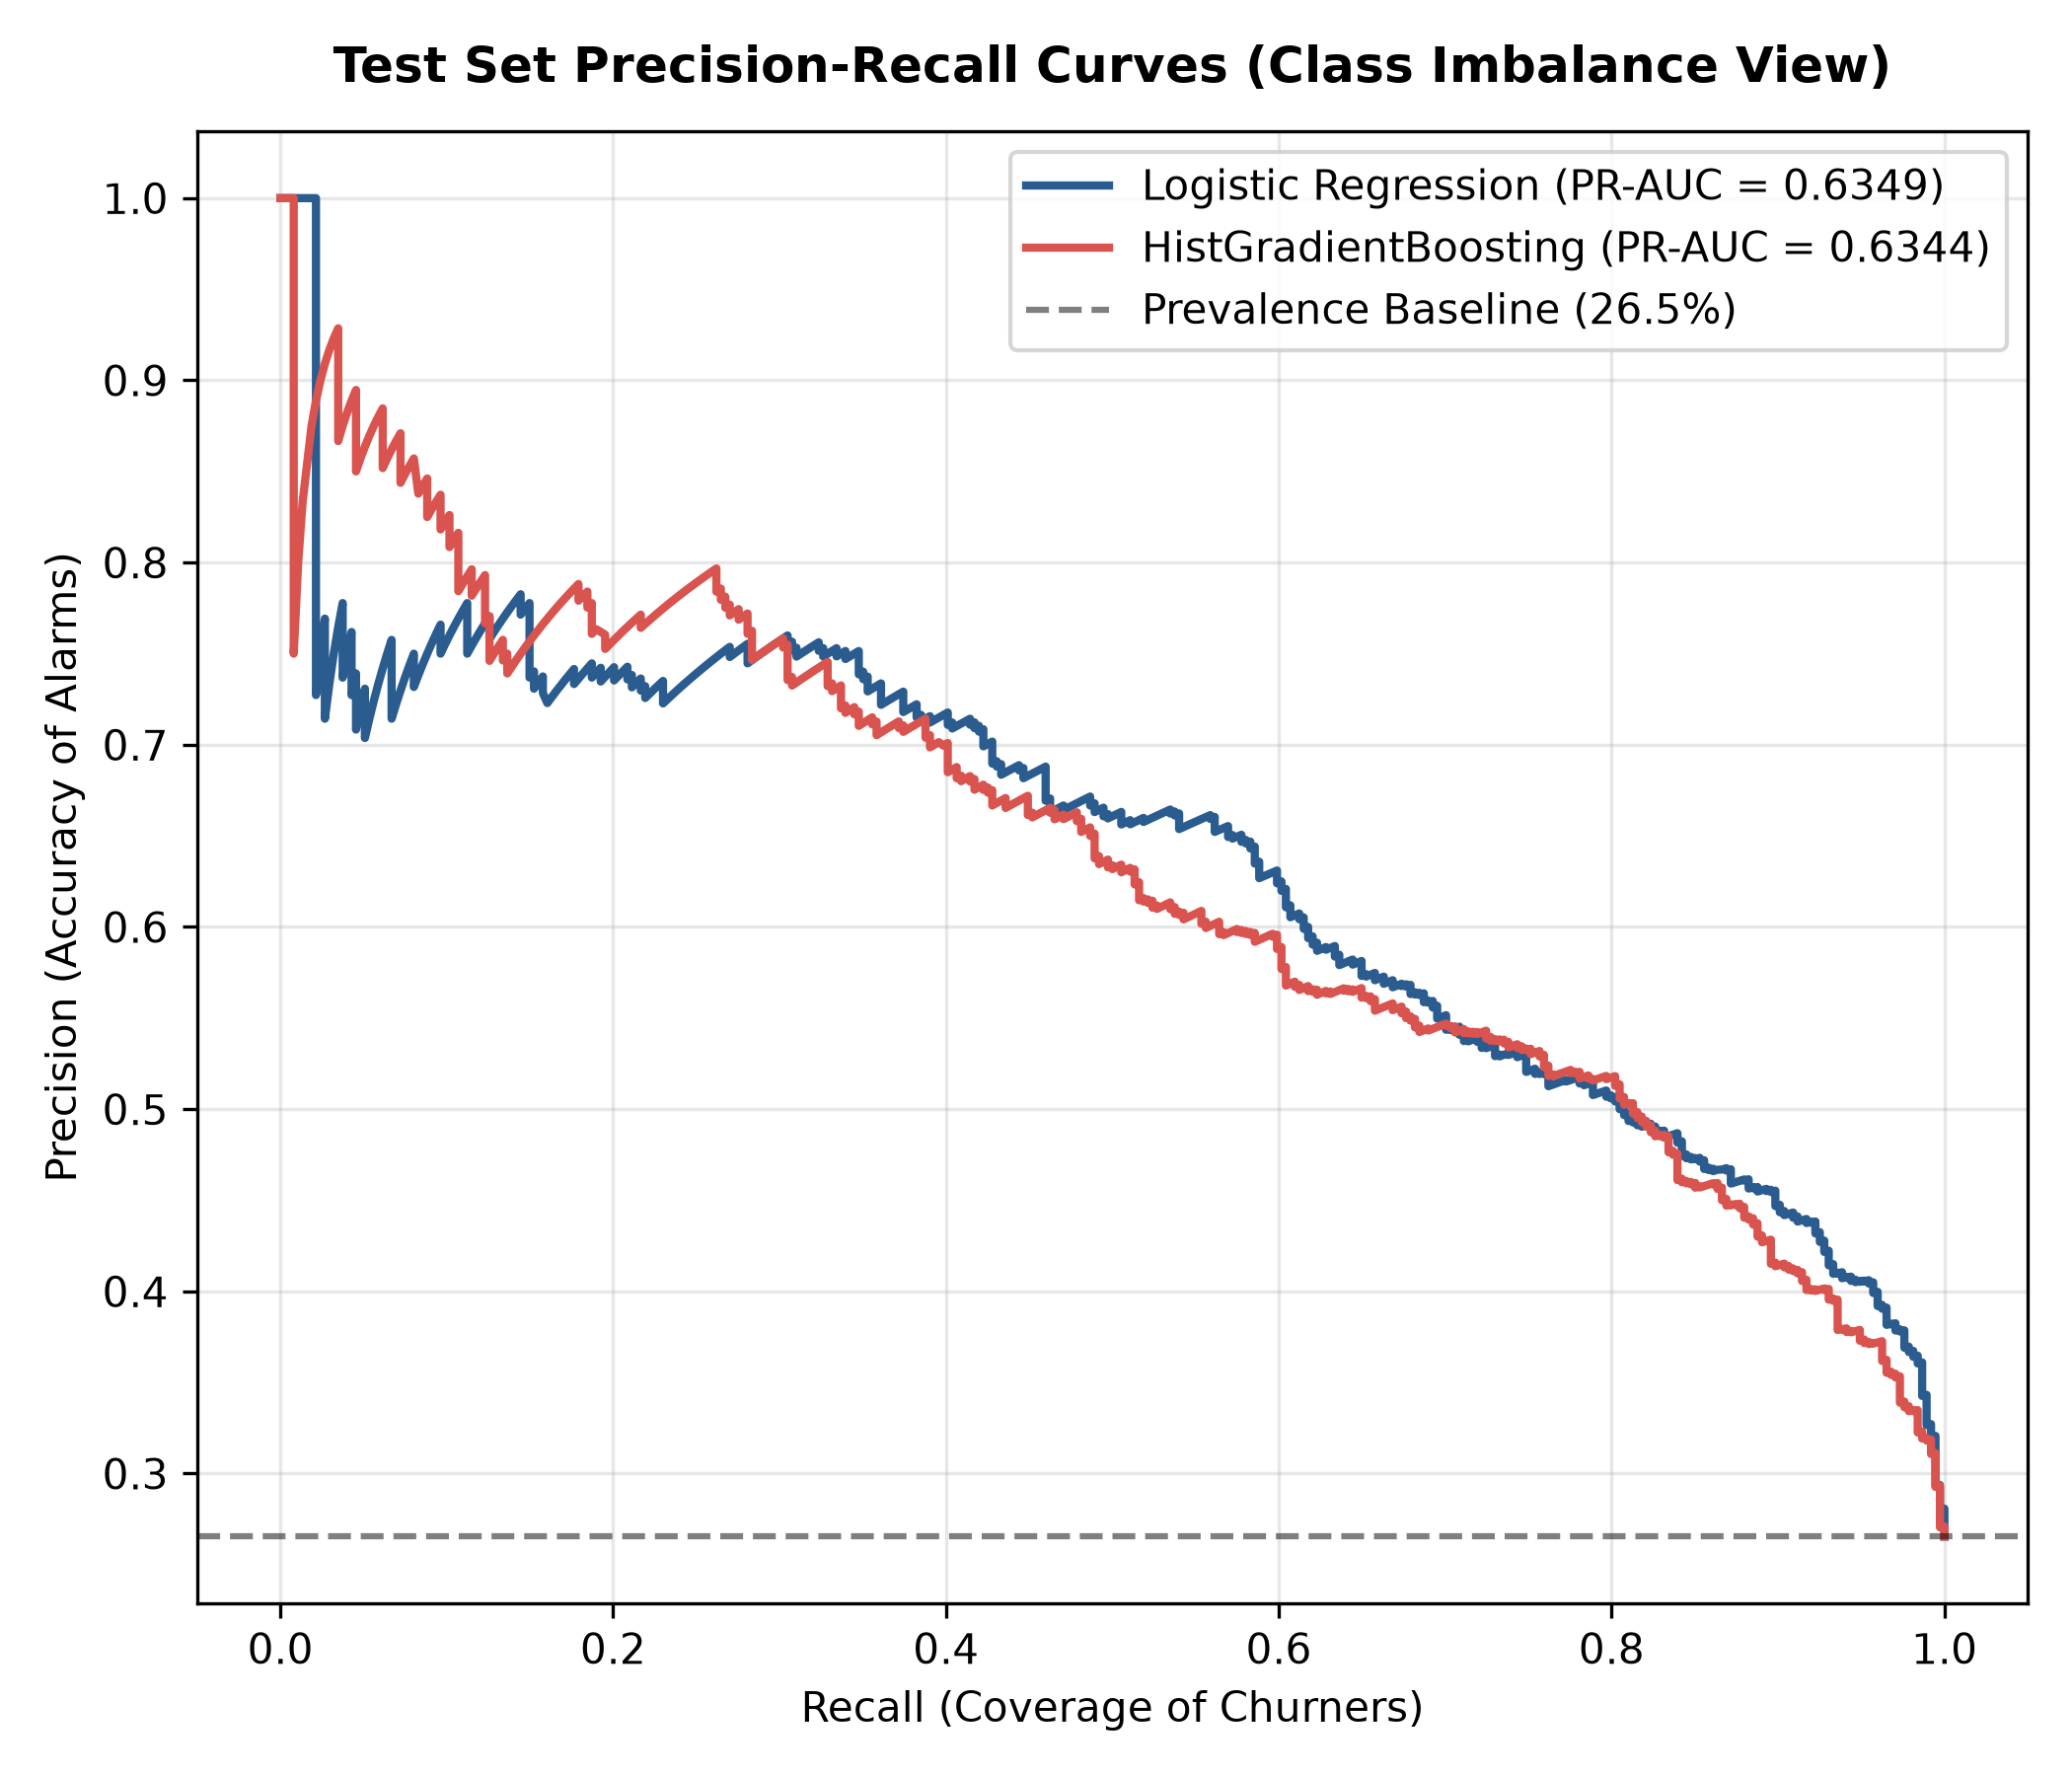 Test Set Precision-Recall Curves (Class Imbalance View)
Logistic Regression (PR-AUC = 0.6349)
HistGradientBoosting (PR-AUC = 0.6344)
Prevalence Baseline (26.5%)
Precision (Accuracy of Alarms)
1.0
0.9
0.8
0.7
0.6
0.5
0.4
0.3
0.0 0.2 0.4 0.6 0.8 1.0
Recall (Coverage of Churners)